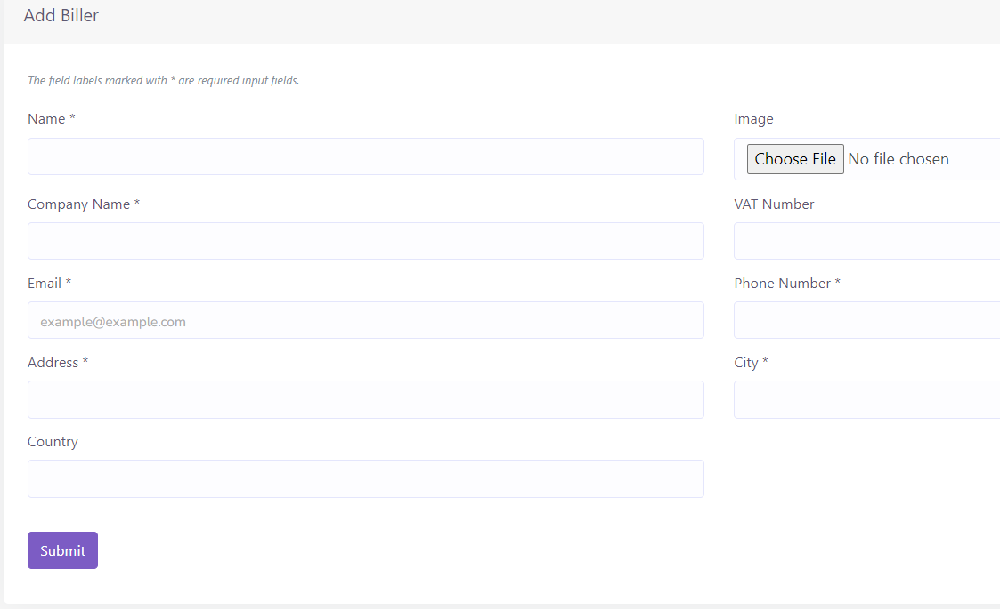 Add Biller
The field labels marked with * are required input fields.
Name *
Image
Choose File No file chosen
Company Name *
VAT Number
Email *
Phone Number *
example@example.com
Address *
City *
Country
Submit